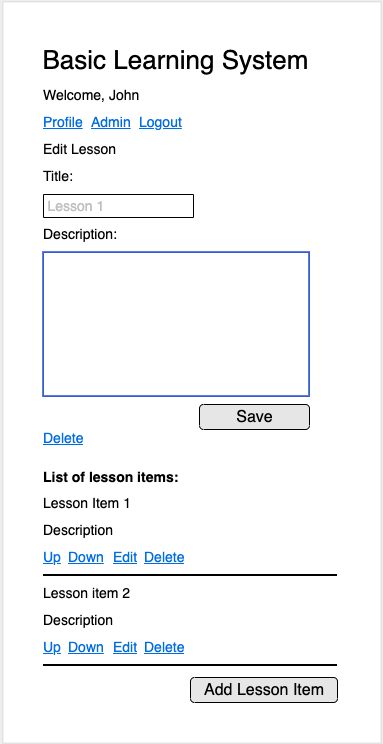 Basic Learning System
Welcome, John
Profile Admin Logout
Edit Lesson
Title:
Lesson 1
Description:
Save
Delete
List of lesson items:
Lesson Item 1
Description
Up Down Edit Delete
Lesson item 2
Description
Up Down Edit Delete
Add Lesson Item